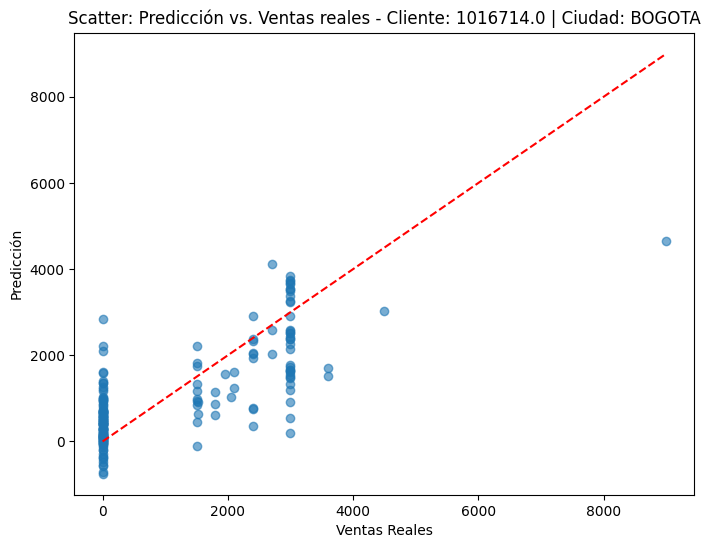 Scatter: Predicción vs. Ventas reales - Cliente: 1016714.0 | Ciudad: BOGOTA
8000
6000
4000
2000
0
Predicción
0 2000 4000 6000 8000
Ventas Reales